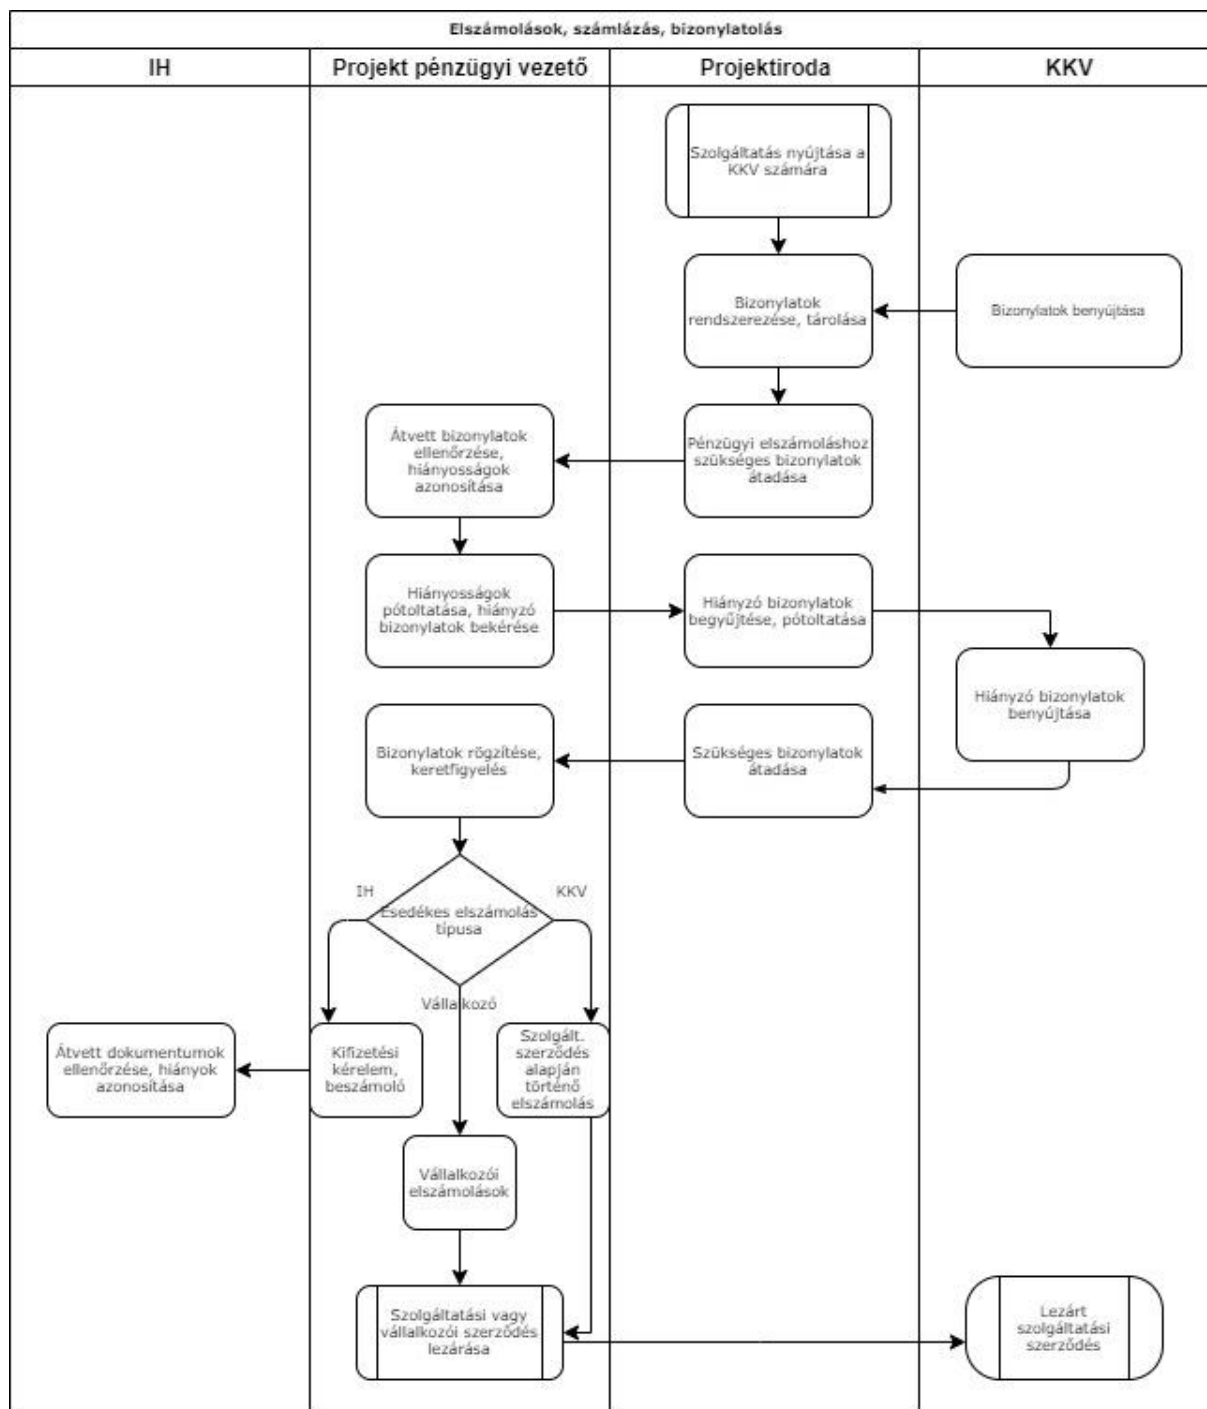 Elszámolások, számlázás, bizonylatolás
IH
Projekt pénzügyi vezető
Projektiroda
KKV
Szolgáltatás nyújtása a
KKV számára
Bizonylatok
rendszerezése, tárolása
Bizonylatok benyújtása
Átvett bizonylatok
ellenőrzése,
hiányosságok
azonosítása
Pénzügyi elszámoláshoz
szükséges bizonylatok
átadása
Hiányosságok
pótoltatása, hiányzó
bizonylatok bekérése
Hiányzó bizonylatok
begyűjtése, pótoltatása
Hiányzó bizonylatok
benyújtása
Bizonylatok rögzítése,
keretfigyelés
Szükséges bizonylatok
átadása
IH
KKV
Esedékes elszámolás
típusa
Vállalkozó
Átvett dokumentumok
ellenőrzése, hiányok
azonosítása
Kifizetési
kérelem,
beszámoló
Szolgált.
szerződés
alapján
történő
elszámolás
Vállalkozói
elszámolások
Szolgáltatási vagy
vállalkozói szerződés
lezárása
Lezárt
szolgáltatási
szerződés